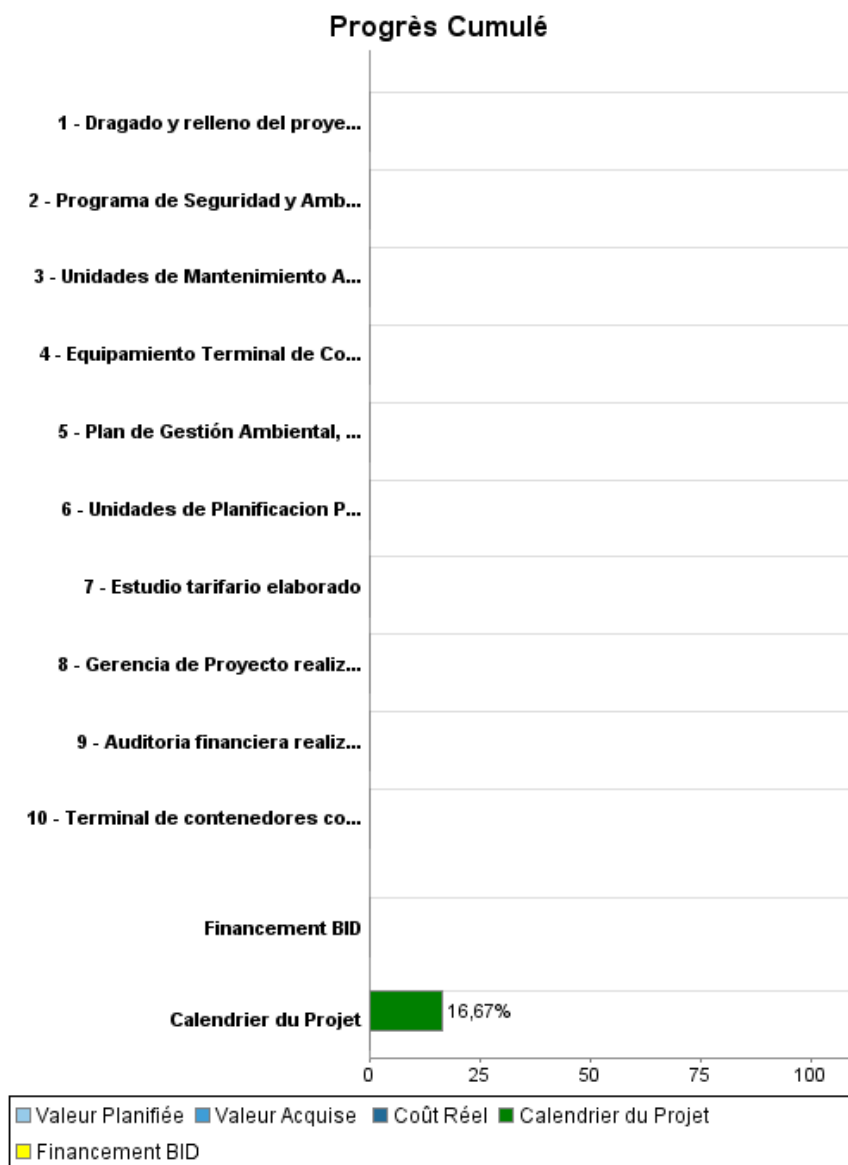 Progrès Cumulé
1 - Dragado y relleno del proye...
2 - Programa de Seguridad y Amb...
3 - Unidades de Mantenimiento A...
4 - Equipamiento Terminal de Co...
5 - Plan de Gestión Ambiental, ...
6 - Unidades de Planificacion P...
7 - Estudio tarifario elaborado
8 - Gerencia de Proyecto realiz...
9 - Auditoria financiera realiz...
10 - Terminal de contenedores co...
Financement BID
Calendrier du Projet 16,67%
0 25 50 75 100
Valeur Planifiée Valeur Acquise Coût Réel Calendrier du Projet
Financement BID